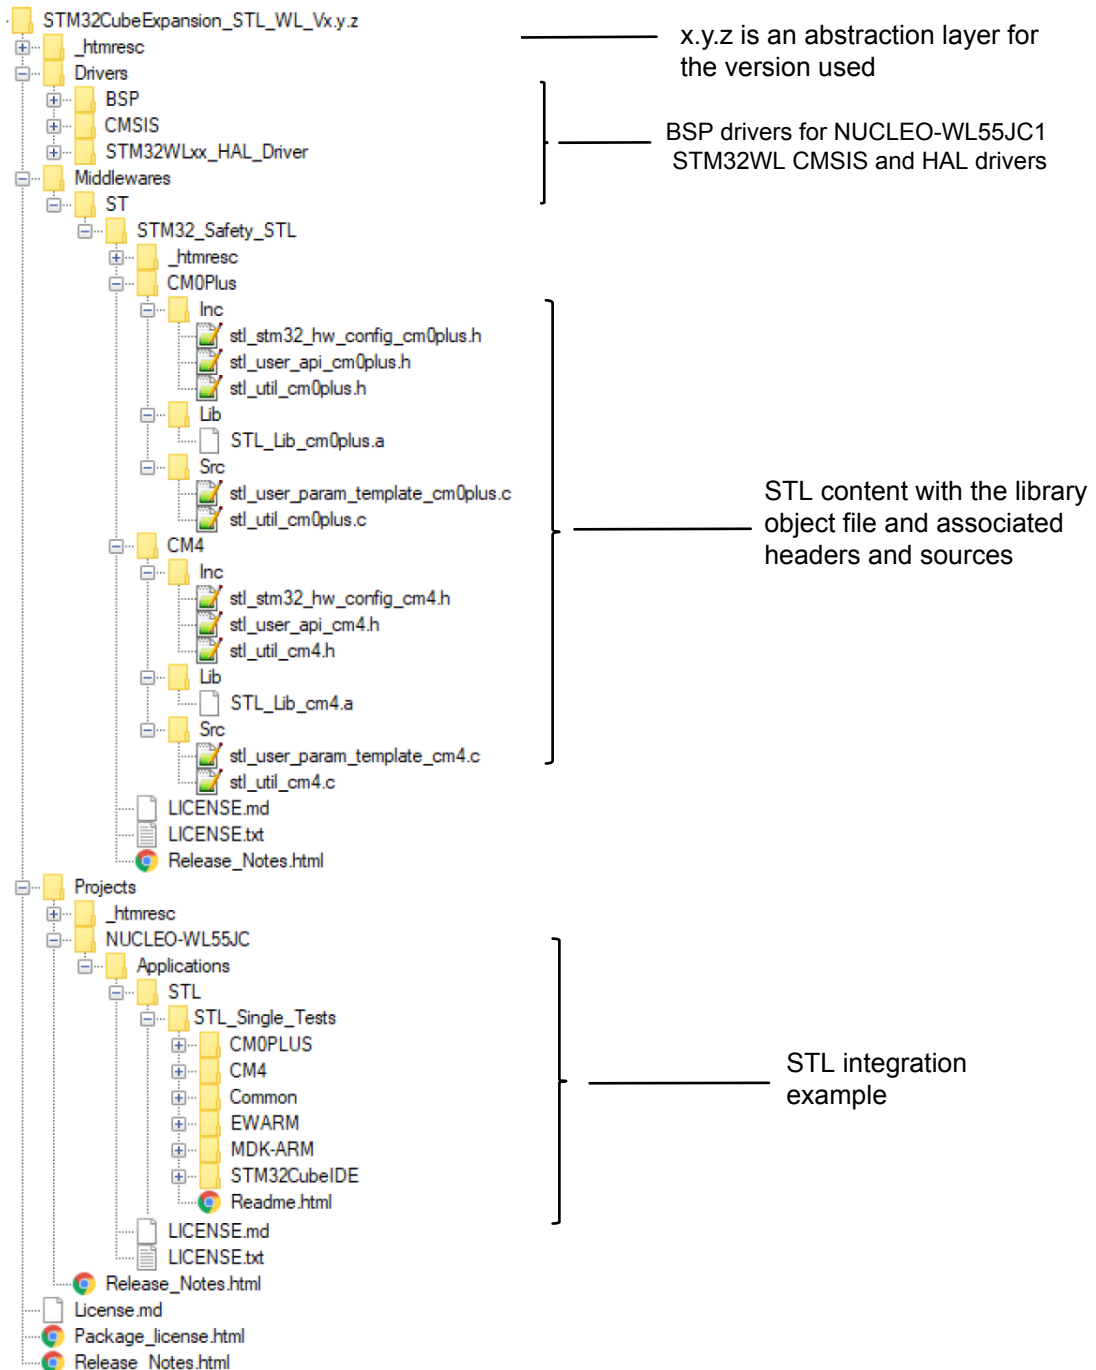 STM32CubeExpansion_STL_WL_Vx.y.z
_htmresc
x.y.z is an abstraction layer for
the version used
Drivers
BSP
CMSIS
STM32WLxx_HAL_Driver
BSP drivers for NUCLEO-WL55JC1
STM32WL CMSIS and HAL drivers
Middlewares
ST
STM32_Safety_STL
_htmresc
CM0Plus
Inc
stl_stm32_hw_config_cm0plus.h
stl_user_api_cm0plus.h
stl_util_cm0plus.h
Lib
STL_Lib_cm0plus.a
Src
stl_user_param_template_cm0plus.c
stl_util_cm0plus.c
STL content with the library
object file and associated
headers and sources
CM4
Inc
stl_stm32_hw_config_cm4.h
stl_user_api_cm4.h
stl_util_cm4.h
Lib
STL_Lib_cm4.a
Src
stl_user_param_template_cm4.c
stl_util_cm4.c
LICENSE.md
LICENSE.txt
Release_Notes.html
Projects
_htmresc
NUCLEO-WL55JC
Applications
STL
STL_Single_Tests
CM0PLUS
CM4
Common
EWARM
MDK-ARM
STM32CubeIDE
Readme.html
STL integration
example
LICENSE.md
LICENSE.txt
Release_Notes.html
License.md
Package_license.html
Release_Notes.html